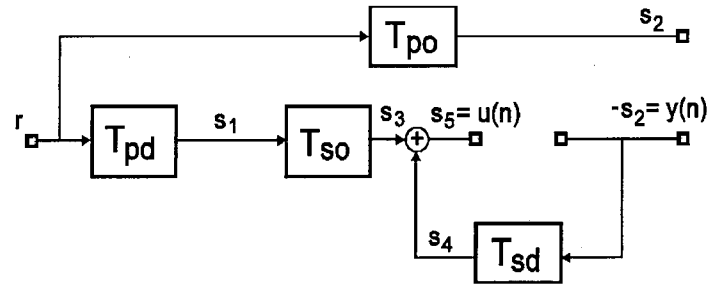 T_po
s_2
r
T_pd
s_1
T_so
s_3
+
s_5= u(n)
-s_2= y(n)
s_4
T_sd